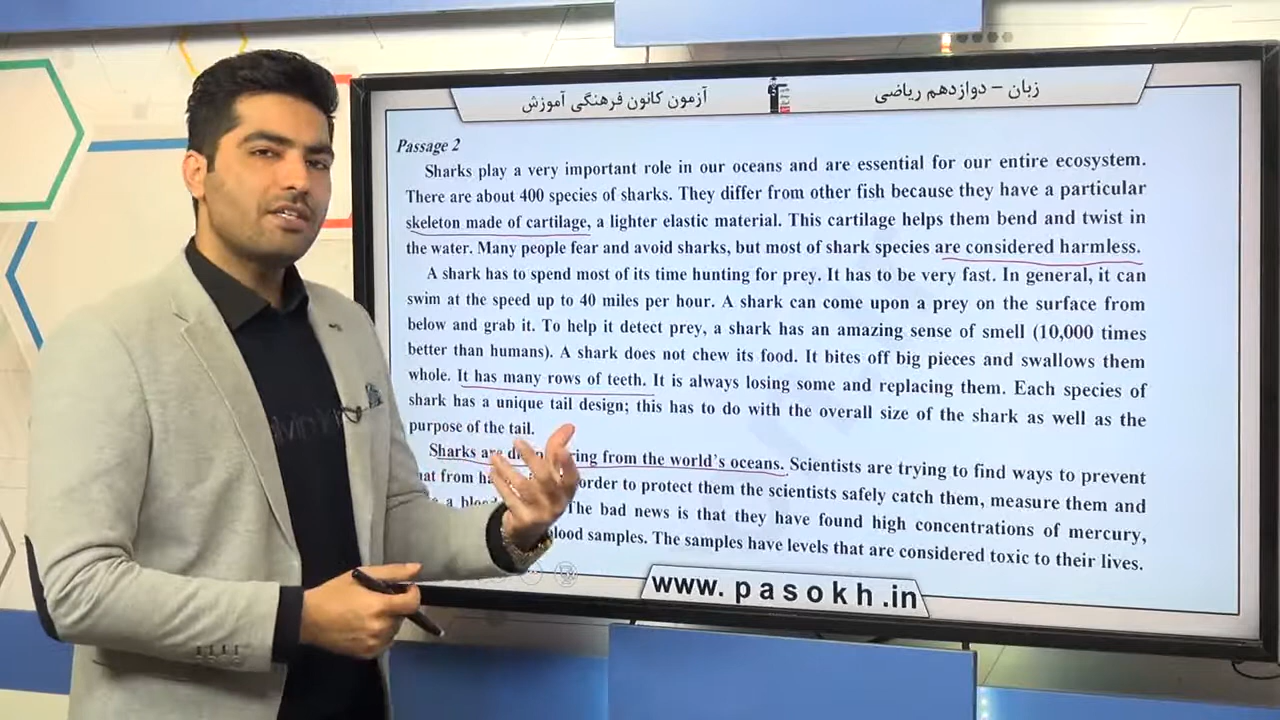 زبان - دوازدهم ریاضی
آزمون کانون فرهنگی آموزش
Passage 2
Sharks play a very important role in our oceans and are essential for our entire ecosystem.
There are about 400 species of sharks. They differ from other fish because they have a particular
skeleton made of cartilage, a lighter elastic material. This cartilage helps them bend and twist in
the water. Many people fear and avoid sharks, but most of shark species are considered harmless.
A shark has to spend most of its time hunting for prey. It has to be very fast. In general, it can
swim at the speed up to 40 miles per hour. A shark can come upon a prey on the surface from
below and grab it. To help it detect prey, a shark has an amazing sense of smell (10,000 times
better than humans). A shark does not chew its food. It bites off big pieces and swallows them
whole. It has many rows of teeth. It is always losing some and replacing them. Each species of
shark has a unique tail design; this has to do with the overall size of the shark as well as the
purpose of the tail.
Sharks are from the world's oceans. Scientists are trying to find ways to prevent
from order to protect them the scientists safely catch them, measure them and
a The bad news is that they have found high concentrations of mercury,
blood samples. The samples have levels that are considered toxic to their lives.
www.pasokh.in